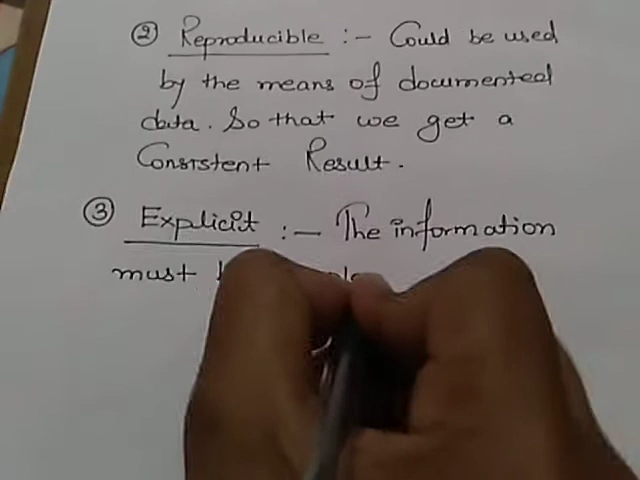 ② Reproducible :- Could be used
by the means of documented
data. So that we get a
Consistent Result.
③ Explicit :- The information
must